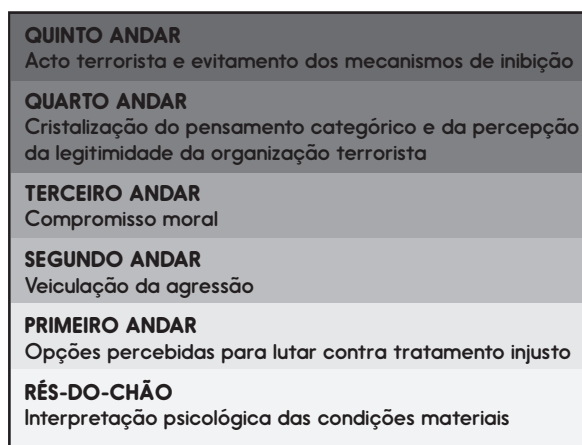 QUINTO ANDAR
Acto terrorista e evitamento dos mecanismos de inibição
QUARTO ANDAR
Cristalização do pensamento categórico e da percepção
da legitimidade da organização terrorista
TERCEIRO ANDAR
Compromisso moral
SEGUNDO ANDAR
Veiculação da agressão
PRIMEIRO ANDAR
Opções percebidas para lutar contra tratamento injusto
RÉS-DO-CHÃO
Interpretação psicológica das condições materiais